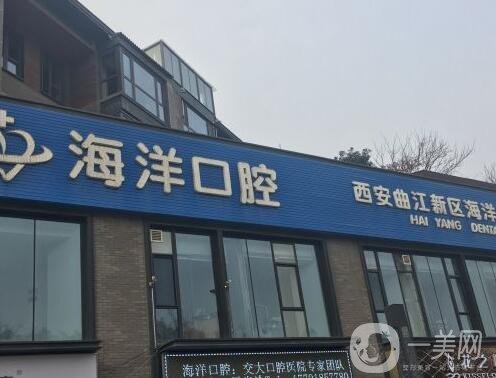 海洋口腔
西安曲江新区海洋
HAI YANG DENTA
海洋口腔：交大口腔医院专家团队
一美网